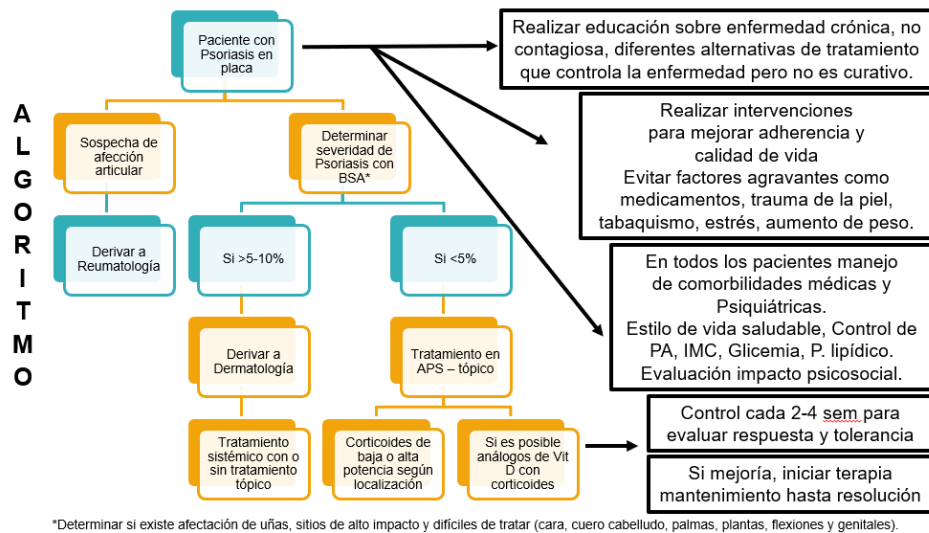 ALGORITMO
Paciente con
Psoriasis en
placa
Sospecha de
afección
articular
Determinar
severidad de
Psoriasis con
BSA*
Derivar a
Reumatología
Si >5-10%
Si <5%
Derivar a
Dermatología
Tratamiento en
APS – tópico
Tratamiento
sistémico con o
sin tratamiento
tópico
Corticoides de
baja o alta
potencia según
localización
Si es posible
análogos de Vit
D con
corticoides
Realizar educación sobre enfermedad crónica, no
contagiosa, diferentes alternativas de tratamiento
que controla la enfermedad pero no es curativo.
Realizar intervenciones
para mejorar adherencia y
calidad de vida
Evitar factores agravantes como
medicamentos, trauma de la piel,
tabaquismo, estrés, aumento de peso.
En todos los pacientes manejo
de comorbilidades médicas y
Psiquiátricas.
Estilo de vida saludable, Control de
PA, IMC, Glicemia, P. lipídico.
Evaluación impacto psicosocial.
Control cada 2-4 sem para
evaluar respuesta y tolerancia
Si mejoría, iniciar terapia
mantenimiento hasta resolución
*Determinar si existe afectación de uñas, sitios de alto impacto y difíciles de tratar (cara, cuero cabelludo, palmas, plantas, flexiones y genitales).